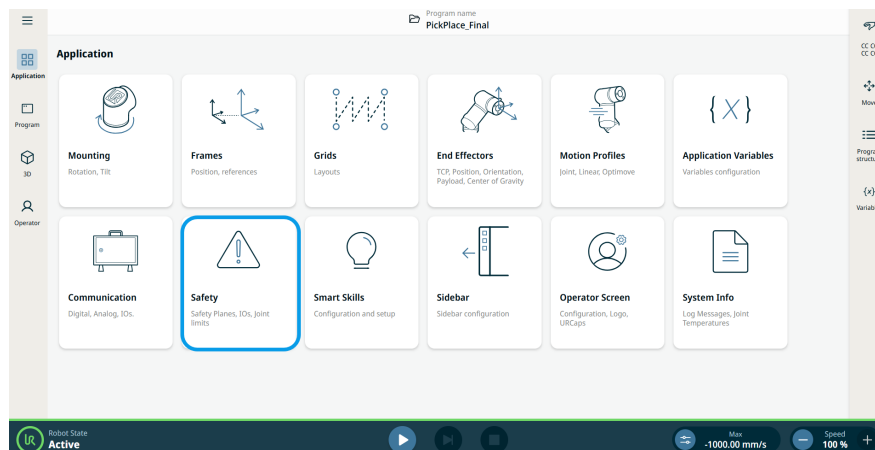 Program name
PickPlace_Final
Application
Application
Program
3D
Operator
Mounting
Rotation, Tilt
Frames
Position, references
Grids
Layouts
End Effectors
TCP, Position, Orientation,
Payload, Center of Gravity
Motion Profiles
Joint, Linear, Optimove
{X}
Application Variables
Variables configuration
Communication
Digital, Analog, IOs.
Safety
Safety Planes, IOs, Joint
limits
Smart Skills
Configuration and setup
Sidebar
Sidebar configuration
Operator Screen
Configuration, Logo,
URCaps
System Info
Log Messages, Joint
Temperatures
Move
{x}
UR
Robot State
Active
Max
-1000.00 mm/s
Speed
100 %